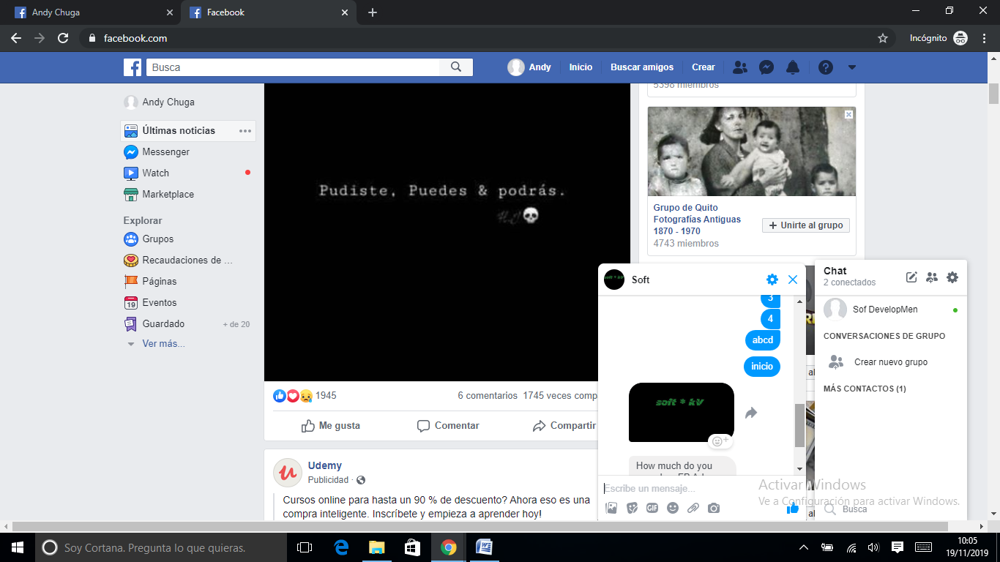 Andy Chuga
Facebook
facebook.com
Incógnito
Busca
Andy
Inicio
Buscar amigos
Crear
Andy Chuga
Últimas noticias
Messenger
Watch
Marketplace
Explorar
Grupos
Recaudaciones de ...
Páginas
Eventos
19
Guardado
+ de 20
Ver más...
Pudiste, Puedes & podrás.
1945
6 comentarios 1745 veces comp
Me gusta
Comentar
Compartir
Udemy
Publicidad ·
Cursos online para hasta un 90 % de descuento? Ahora eso es una
compra inteligente. Inscríbete y empieza a aprender hoy!
5398 miembros
Grupo de Quito
Fotografías Antiguas
1870 - 1970
4743 miembros
+ Unirte al grupo
Soft
3
4
abcd
inicio
soft * kV
How much do you
Escribe un mensaje...
GIF
Chat
2 conectados
Sof DevelopMen
CONVERSACIONES DE GRUPO
Crear nuevo grupo
MÁS CONTACTOS (1)
Busca
Activar Windows
Ve a Configuración para activar Windows.
Soy Cortana. Pregunta lo que quieras.
10:05
19/11/2019